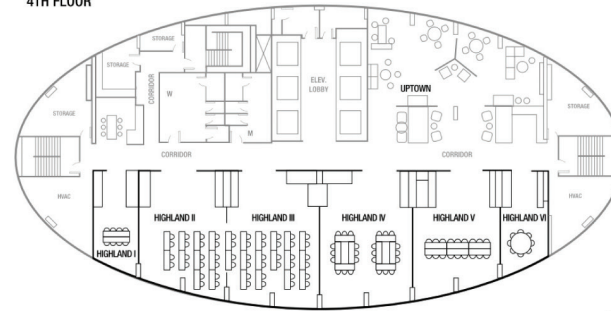 4TH FLOOR
STORAGE
STORAGE
STORAGE
CORRIDOR
W
M
ELEV.
LOBBY
UPTOWN
STORAGE
CORRIDOR
CORRIDOR
HVAC
HVAC
HIGHLAND I
HIGHLAND II
HIGHLAND III
HIGHLAND IV
HIGHLAND V
HIGHLAND VI